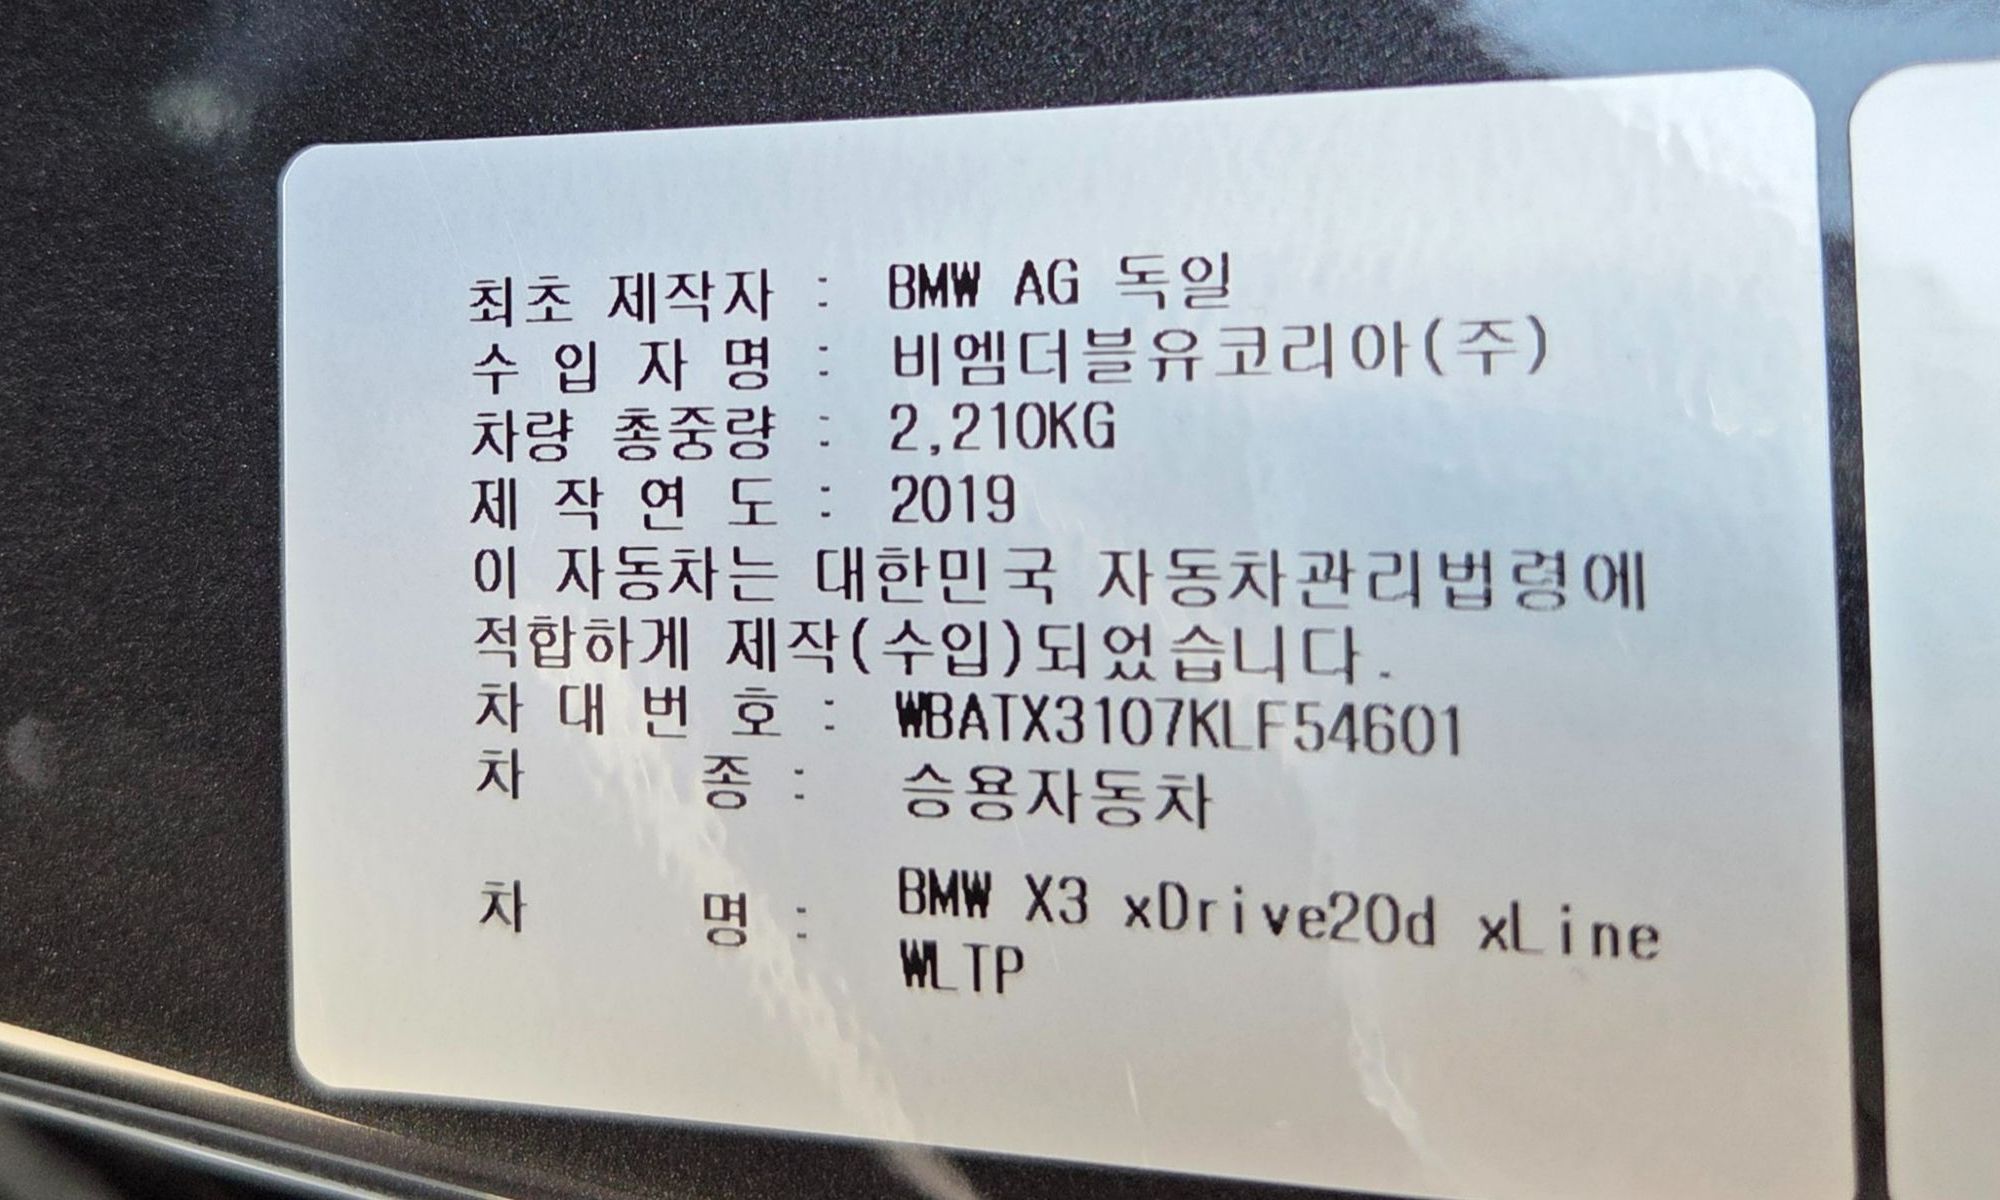 최초 제작자 : BMW AG 독일
수 입 자 명 : 비엠더블유코리아(주)
차량 총중량 : 2,210KG
제 작 연 도 : 2019
이 자동차는 대한민국 자동차관리법령에
적합하게 제작(수입)되었습니다.
차 대 번 호 : WBATX3107KLF54601
차 종 : 승용자동차
차 명 : BMW X3 xDrive20d xLine
WLTP